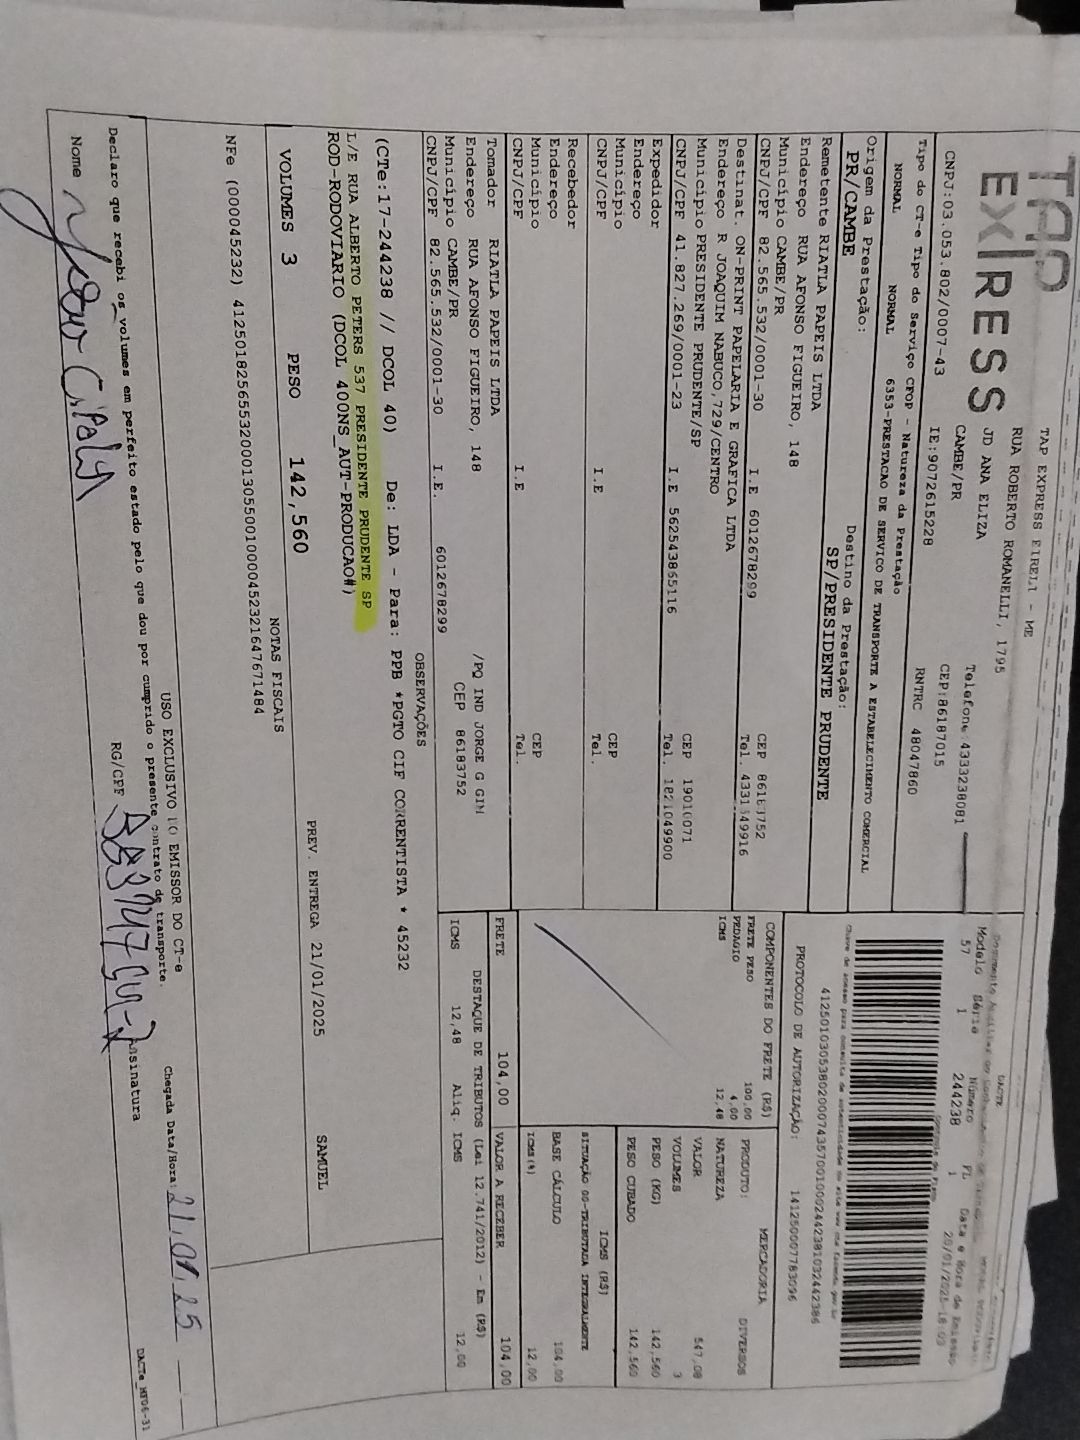 TAP
EXPRESS
TAP EXPRESS EIRELI - ME
RUA ROBERTO ROMANELLI, 1795
JD ANA ELIZA
CAMBE/PR
Telefone:4333238081
CEP:86187015
CNPJ:03.053.802/0007-43 IE:9072615228 RNTRC 48047860
Tipo do CT-e Tipo do Serviço CFOP - Natureza da Prestação
NORMAL NORMAL 6353-PRESTACAO DE SERVICO DE TRANSPORTE A ESTABELECIMENTO COMERCIAL
Origem da Prestação: Destino da Prestação:
PR/CAMBE SP/PRESIDENTE PRUDENTE
DACTE
Modelo Série Número FL Data e Hora de Emissão
57 1 244238 1
PROTOCOLO DE AUTORIZAÇÃO: 141250007783096
Remetente RIATLA PAPEIS LTDA
Endereço RUA AFONSO FIGUEIRO, 148
Município CAMBE/PR
CNPJ/CPF 82.565.532/0001-30 I.E 6012678299
Destinat. ON-PRINT PAPELARIA E GRAFICA LTDA
Endereço R JOAQUIM NABUCO,729/CENTRO
Município PRESIDENTE PRUDENTE/SP CEP 19010071
CNPJ/CPF 41.827.269/0001-23 I.E 562543865116 Tel. 1821049900
Expedidor
Endereço
Município CEP
CNPJ/CPF I.E Tel.
Recebedor
Endereço
Município CEP
CNPJ/CPF I.E Tel.
Tomador RIATLA PAPEIS LTDA
Endereço RUA AFONSO FIGUEIRO, 148 /PQ IND JORGE G GIM
Município CAMBE/PR CEP 86183752
CNPJ/CPF 82.565.532/0001-30 I.E. 6012678299
COMPONENTES DO FRETE (R$)
FRETE PESO 100,00
PEDAGIO 4,00
ICMS 12,48
MERCADORIA
PRODUTO: DIVERSOS
NATUREZA
VALOR 547,08
VOLUMES 3
PESO (KG) 142,560
PESO CUBADO 142,560
ICMS (R$)
SITUAÇÃO 00-TRIBUTADA INTEGRALMENTE
BASE CÁLCULO 104,00
ICMS(%) 12,00
FRETE 104,00 VALOR A RECEBER 104,00
DESTAQUE DE TRIBUTOS (Lei 12.741/2012) - Em (R$)
ICMS 12,48 Aliq. ICMS 12,00
OBSERVAÇÕES
(CTe:17-244238 // DCOL 40) De: LDA - Para: PPB *PGTO CIF CORRENTISTA * 45232
L/E RUA ALBERTO PETERS 537 PRESIDENTE PRUDENTE SP
ROD-RODOVIARIO (DCOL 400NS_AUT-PRODUCAO#)
VOLUMES 3 PESO 142,560 PREV. ENTREGA 21/01/2025 SAMUEL
NOTAS FISCAIS
NFe (000045232) 41250182565532000130550010000452321647671484
USO EXCLUSIVO DO EMISSOR DO CT-e
Declaro que recebi os volumes em perfeito estado pelo que dou por cumprido o presente contrato de transporte. Chegada Data/Hora: 21,01,25
Nome RG/CPF Assinatura